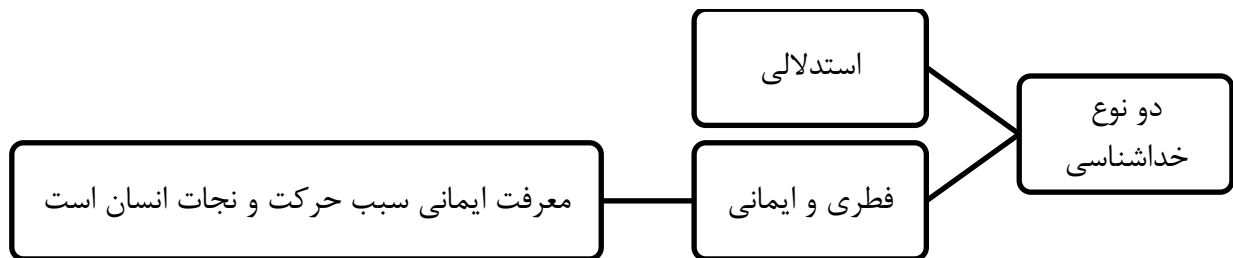 دو نوع
خداشناسی
استدلالی
فطری و ایمانی
معرفت ایمانی سبب حرکت و نجات انسان است